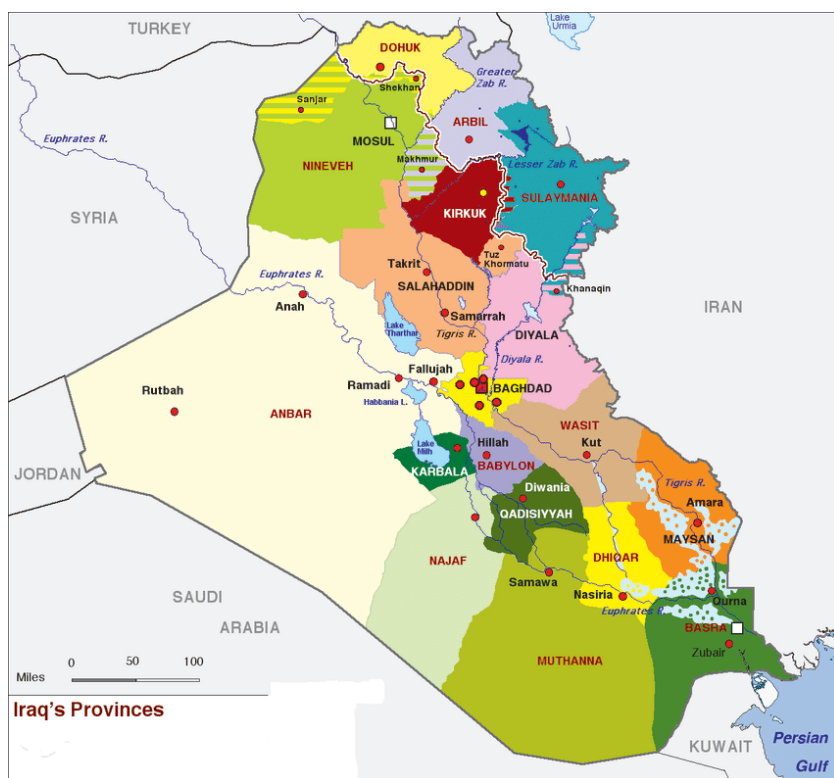 TURKEY
Lake
Urmia
DOHUK
Greater
Zab R.
Shekhan
Sanjar
ARBIL
MOSUL
Euphrates R.
Makhmur
Lesser Zab R.
NINEVEH
SULAYMANIA
KIRKUK
SYRIA
Tuz
Khormatu
Takrit
Euphrates R.
SALAHADDIN
Khanaqin
Anah
IRAN
Samarrah
Lake
Tharthar
Tigris R.
DIYALA
Diyala R.
Fallujah
Ramadi
BAGHDAD
Rutbah
Habbania L.
ANBAR
WASIT
Lake
Milh
Hillah
Kut
BABYLON
KARBALA
JORDAN
Tigris R.
Diwania
Amara
QADISIYYAH
MAYSAN
DHIQAR
NAJAF
Samawa
SAUDI
ARABIA
Nasiria
Qurna
Euphrates R.
BASRA
Zubair
MUTHANNA
0 50 100
Miles
Iraq's Provinces
KUWAIT
Persian
Gulf